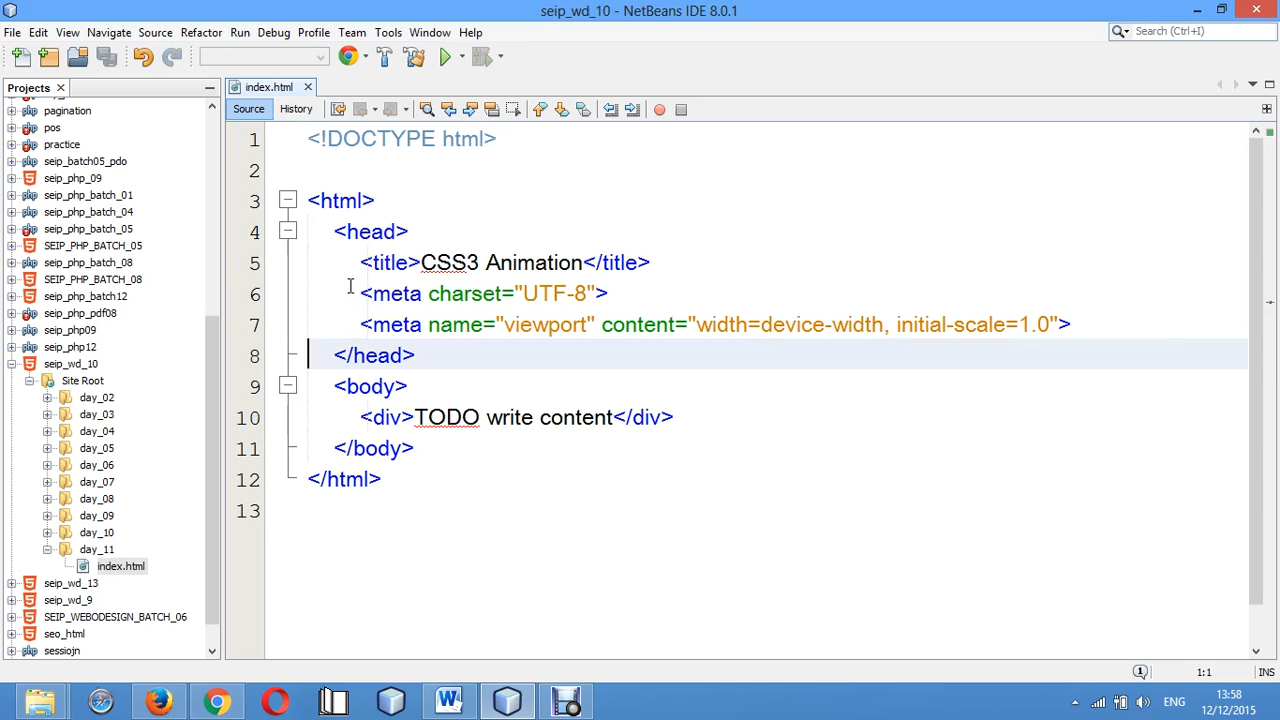 seip_wd_10 - NetBeans IDE 8.0.1
File Edit View Navigate Source Refactor Run Debug Profile Team Tools Window Help
Search (Ctrl+I)
Projects
index.html
Source History
pagination
pos
practice
seip_batch05_pdo
seip_php_09
seip_php_batch_01
seip_php_batch_04
seip_php_batch_05
SEIP_PHP_BATCH_05
seip_php_batch_08
SEIP_PHP_BATCH_08
seip_php_batch12
seip_php_pdf08
seip_php09
seip_php12
seip_wd_10
Site Root
day_02
day_03
day_04
day_05
day_06
day_07
day_08
day_09
day_10
day_11
index.html
seip_wd_13
seip_wd_9
SEIP_WEBODESIGN_BATCH_06
seo_html
sessiojn
1 <!DOCTYPE html>
2
3 <html>
4 <head>
5 <title>CSS3 Animation</title>
6 <meta charset="UTF-8">
7 <meta name="viewport" content="width=device-width, initial-scale=1.0">
8 </head>
9 <body>
10 <div>TODO write content</div>
11 </body>
12 </html>
13
1:1 INS
ENG
13:58
12/12/2015